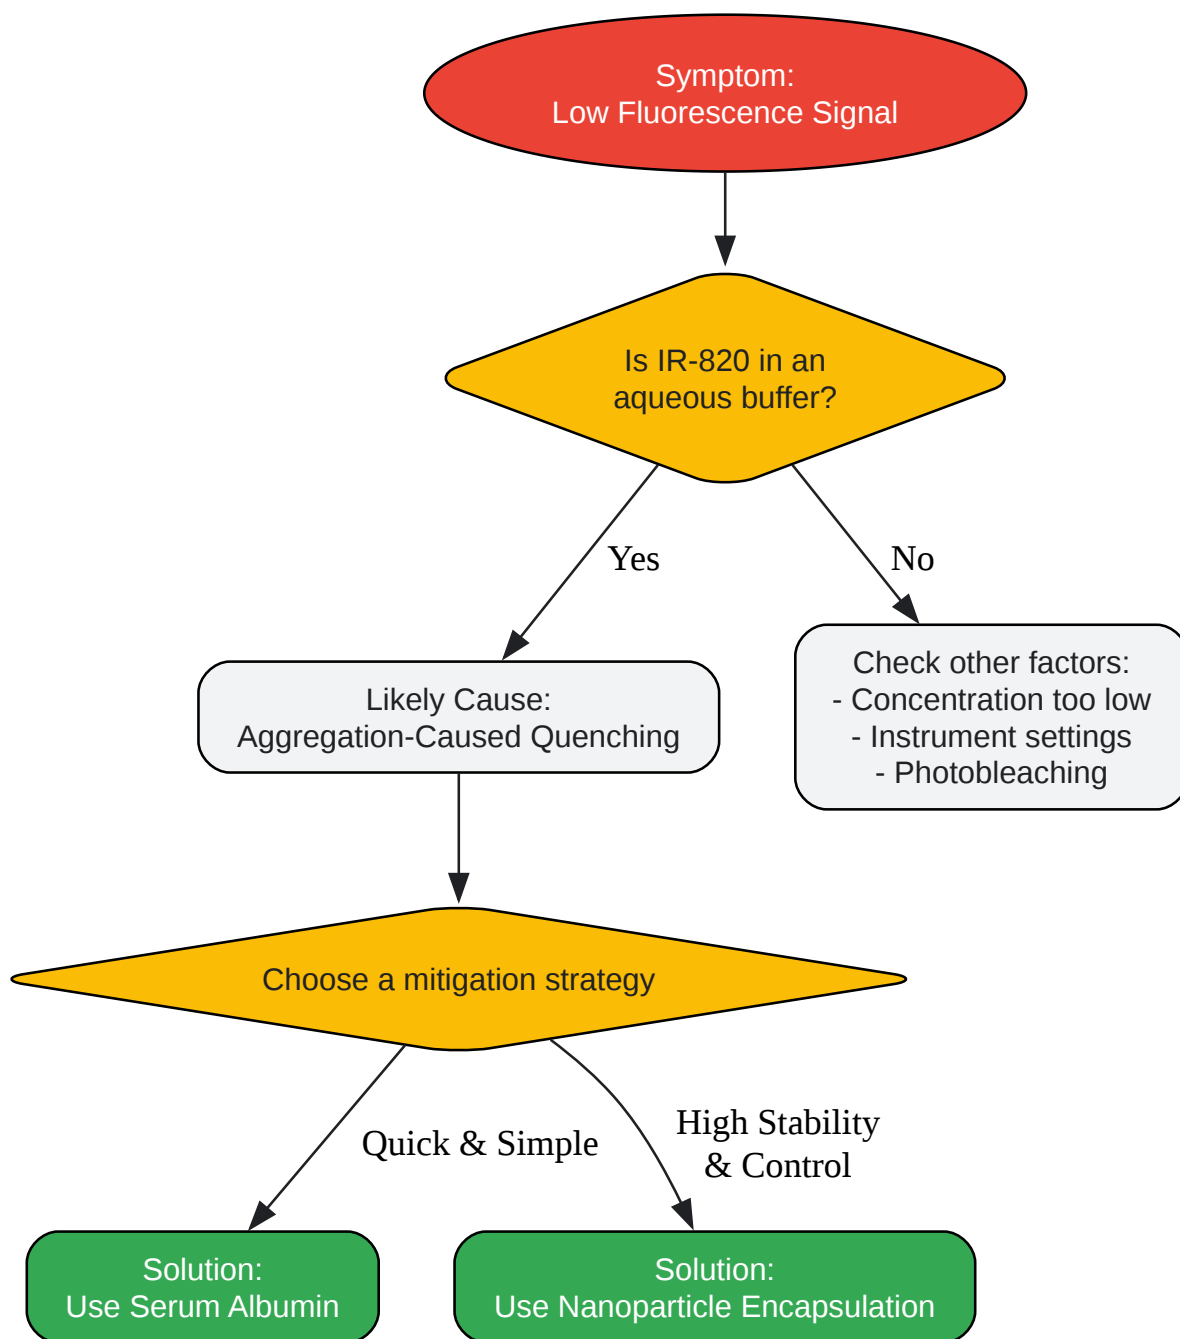 Symptom:
Low Fluorescence Signal
Is IR-820 in an
aqueous buffer?
Yes
No
Likely Cause:
Aggregation-Caused Quenching
Check other factors:
- Concentration too low
- Instrument settings
- Photobleaching
Choose a mitigation strategy
Quick & Simple
High Stability
& Control
Solution:
Use Serum Albumin
Solution:
Use Nanoparticle Encapsulation